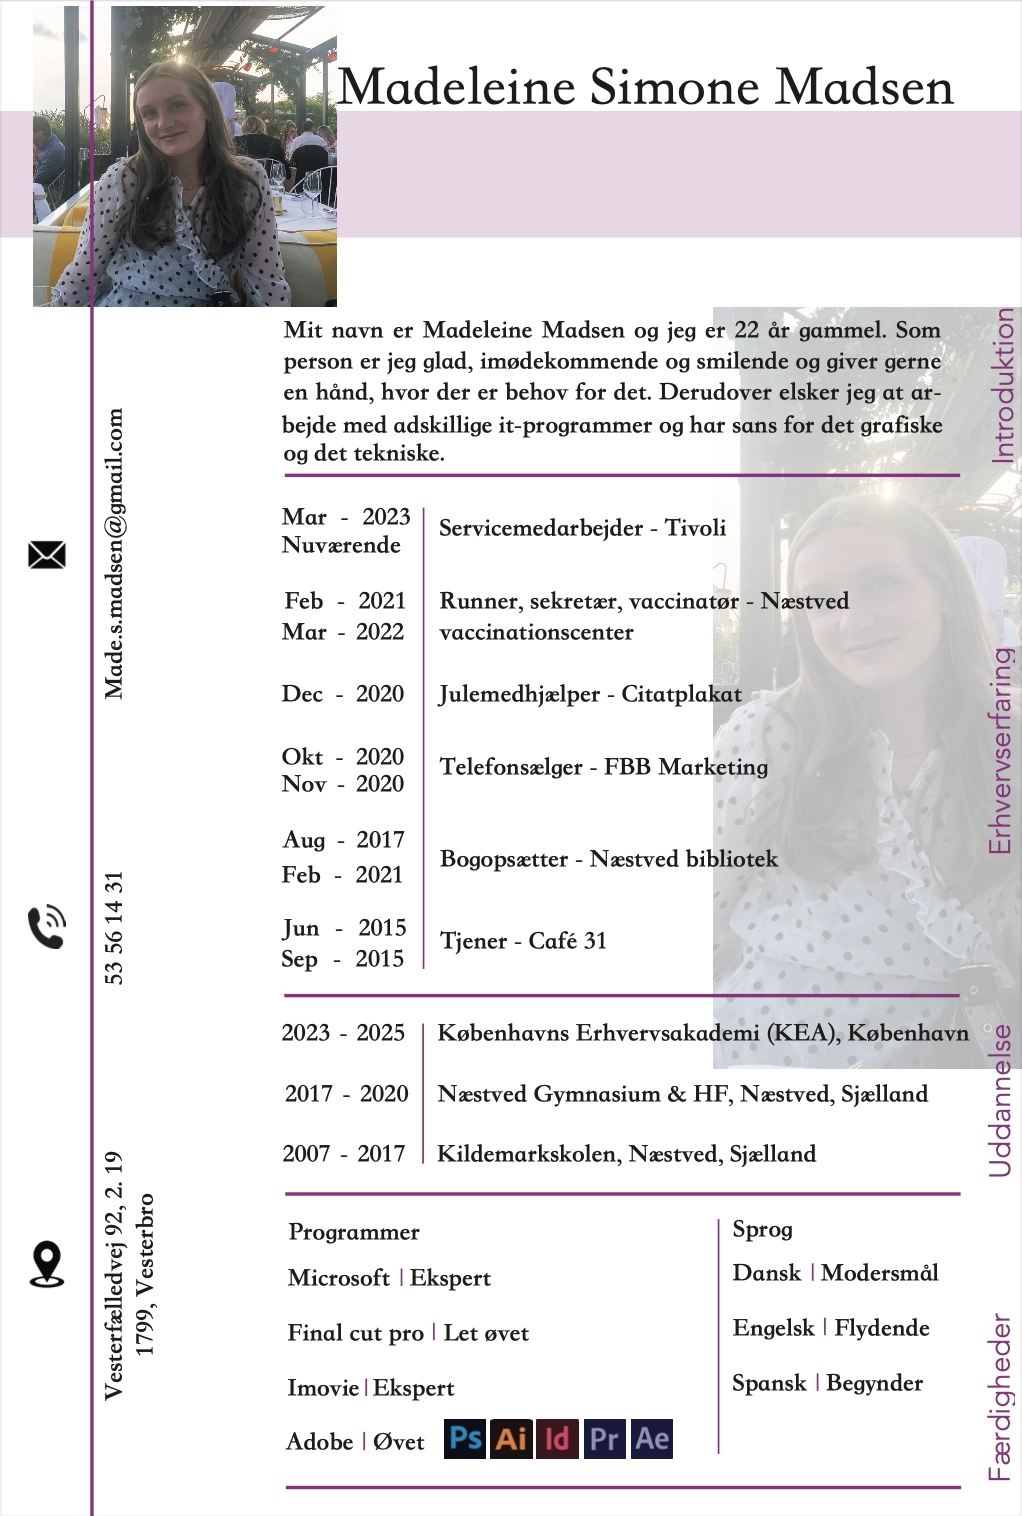 Madeleine Simone Madsen
Mit navn er Madeleine Madsen og jeg er 22 år gammel. Som
person er jeg glad, imødekommende og smilende og giver gerne
en hånd, hvor der er behov for det. Derudover elsker jeg at ar-
bejde med adskillige it-programmer og har sans for det grafiske
og det tekniske.
Introduktion
Made.s.madsen@gmail.com
53 56 14 31
Vesterfælledvej 92, 2. 19
1799, Vesterbro
Mar - 2023
Nuværende
Servicemedarbejder - Tivoli
Feb - 2021
Mar - 2022
Runner, sekretær, vaccinatør - Næstved
vaccinationscenter
Dec - 2020
Julemedhjælper - Citatplakat
Okt - 2020
Nov - 2020
Telefonsælger - FBB Marketing
Aug - 2017
Feb - 2021
Bogopsætter - Næstved bibliotek
Jun - 2015
Sep - 2015
Tjener - Café 31
Erhvervserfaring
2023 - 2025 Københavns Erhvervsakademi (KEA), København
2017 - 2020 Næstved Gymnasium & HF, Næstved, Sjælland
2007 - 2017 Kildemarkskolen, Næstved, Sjælland
Uddannelse
Programmer
Microsoft | Ekspert
Final cut pro | Let øvet
Imovie | Ekspert
Adobe | Øvet Ps Ai Id Pr Ae
Sprog
Dansk | Modersmål
Engelsk | Flydende
Spansk | Begynder
Færdigheder